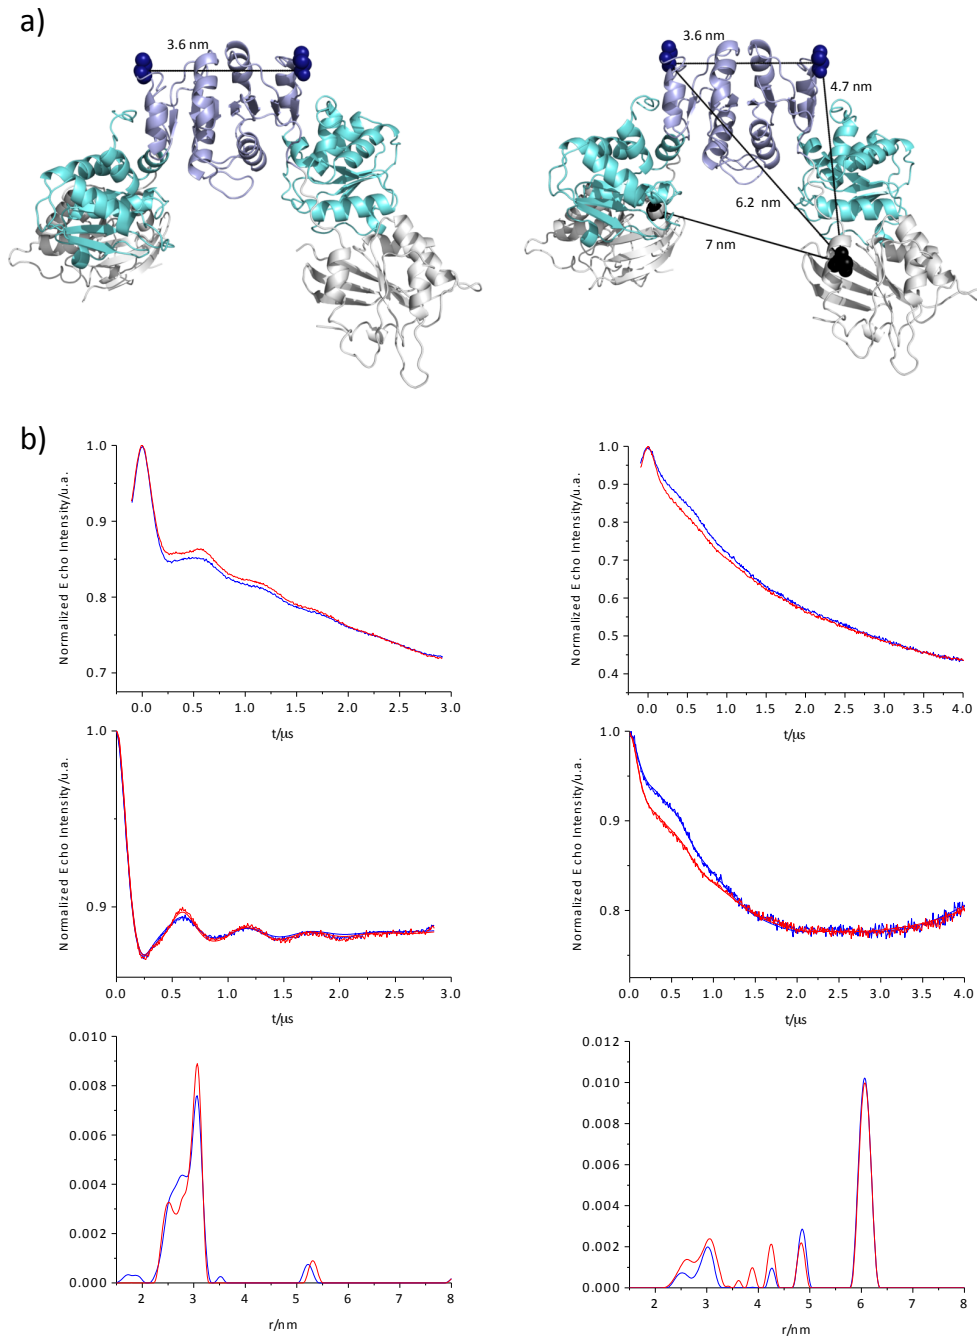 a)
3.6 nm
3.6 nm
4.7 nm
6.2 nm
7 nm
b)
Normalized Echo Intensity/u.a.
1.0
0.9
0.8
0.7
0.0 0.5 1.0 1.5 2.0 2.5 3.0
t/µs
Normalized Echo Intensity/u.a.
1.0
0.9
0.8
0.7
0.6
0.5
0.4
0.0 0.5 1.0 1.5 2.0 2.5 3.0 3.5 4.0
t/µs
Normalized Echo Intensity/u.a.
1.0
0.9
0.0 0.5 1.0 1.5 2.0 2.5 3.0
t/µs
Normalized Echo Intensity/u.a.
1.0
0.9
0.8
0.0 0.5 1.0 1.5 2.0 2.5 3.0 3.5 4.0
t/µs
0.010
0.008
0.006
0.004
0.002
0.000
2 3 4 5 6 7 8
r/nm
0.012
0.010
0.008
0.006
0.004
0.002
0.000
2 3 4 5 6 7 8
r/nm